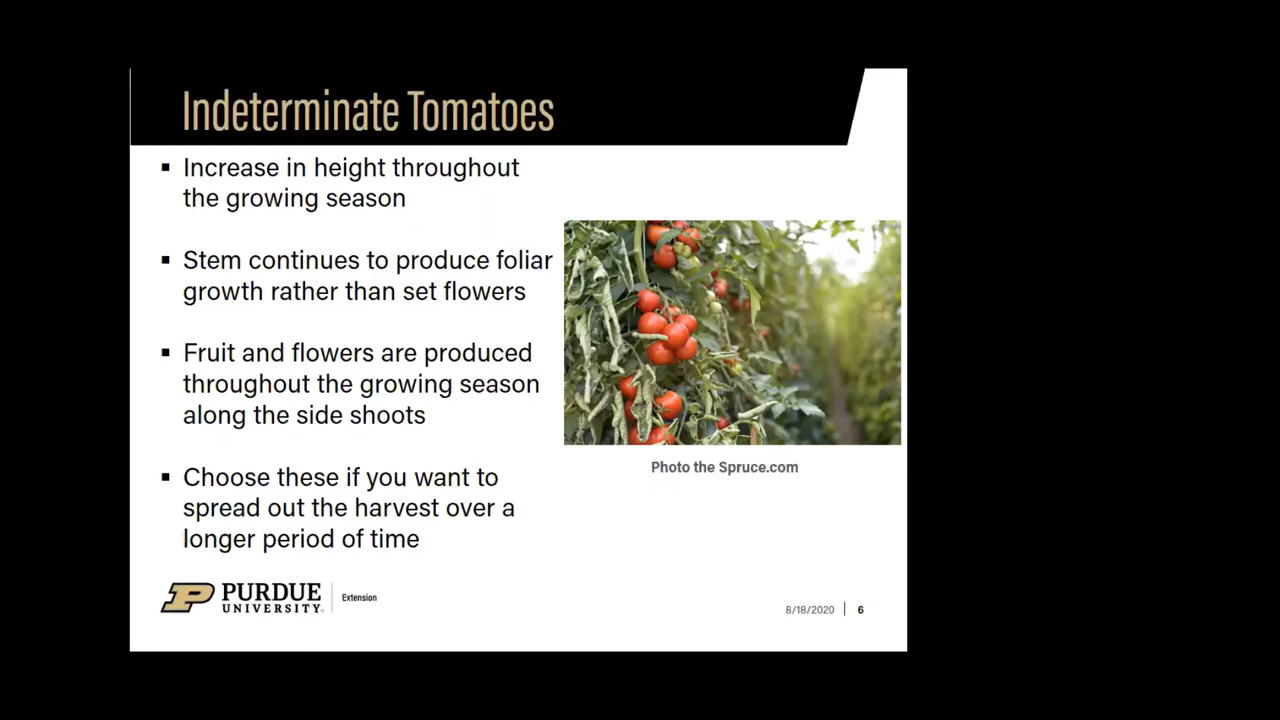 Indeterminate Tomatoes
▪ Increase in height throughout
the growing season
▪ Stem continues to produce foliar
growth rather than set flowers
▪ Fruit and flowers are produced
throughout the growing season
along the side shoots
▪ Choose these if you want to
spread out the harvest over a
longer period of time
Photo the Spruce.com
P PURDUE
UNIVERSITY®
Extension
8/18/2020 | 6